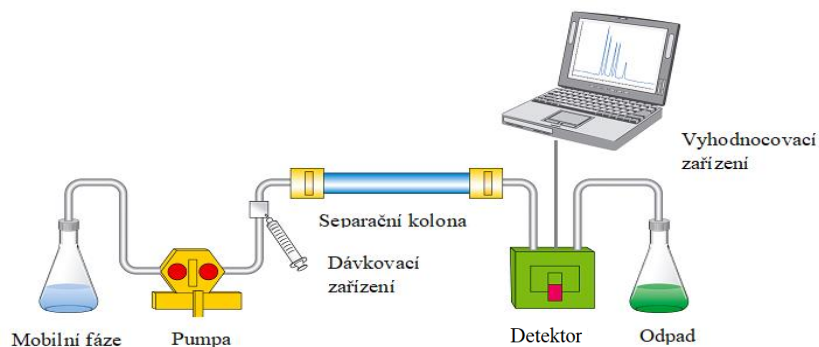 Vyhodnocovací
zařízení
Separační kolona
Dávkovací
zařízení
Mobilní fáze
Pumpa
Detektor
Odpad